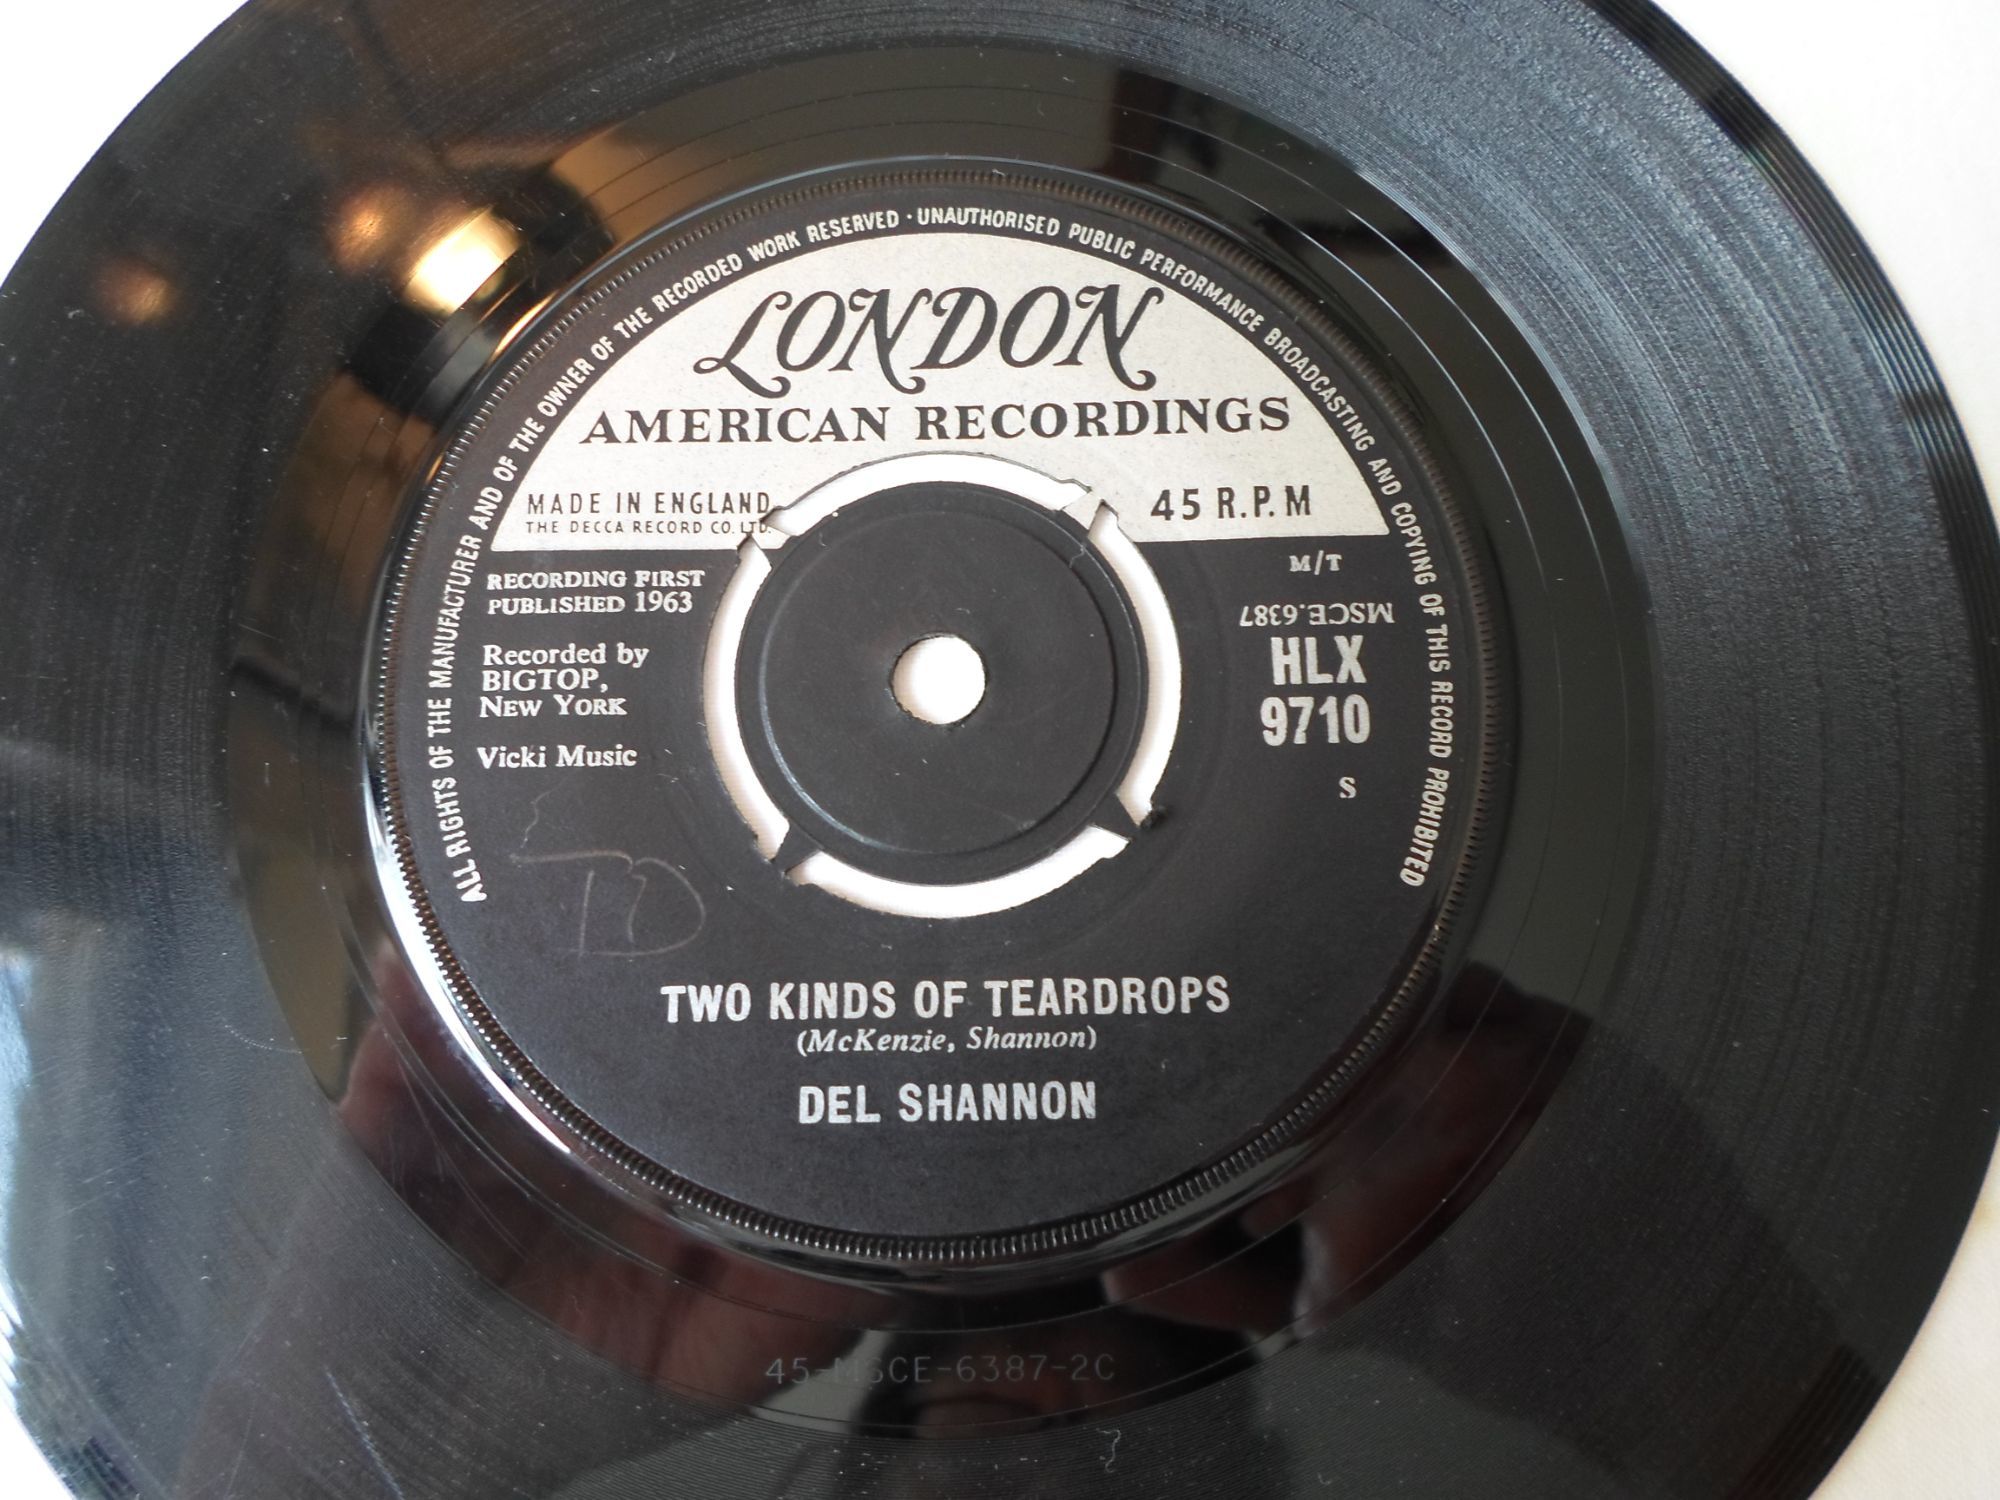 ALL RIGHTS OF THE MANUFACTURER AND OF THE OWNER OF THE RECORDED WORK RESERVED · UNAUTHORISED PUBLIC PERFORMANCE BROADCASTING AND COPYING OF THIS RECORD PROHIBITED
LONDON
AMERICAN RECORDINGS
MADE IN ENGLAND
THE DECCA RECORD CO. LTD.
45 R.P.M
RECORDING FIRST
PUBLISHED 1963
Recorded by
BIGTOP,
NEW YORK
Vicki Music
M/T
MSCE.6387
HLX
9710
S
TWO KINDS OF TEARDROPS
(McKenzie, Shannon)
DEL SHANNON
45-MSCE-6387-2C